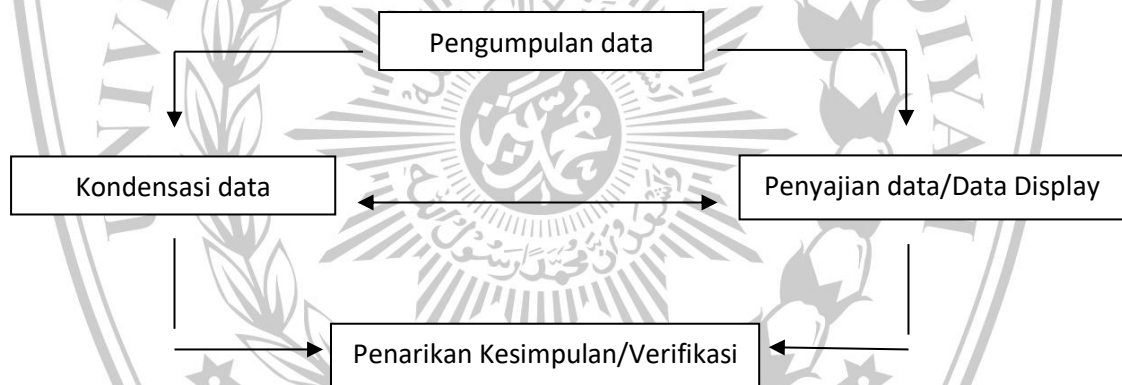 Pengumpulan data
Kondensasi data
Penyajian data/Data Display
Penarikan Kesimpulan/Verifikasi